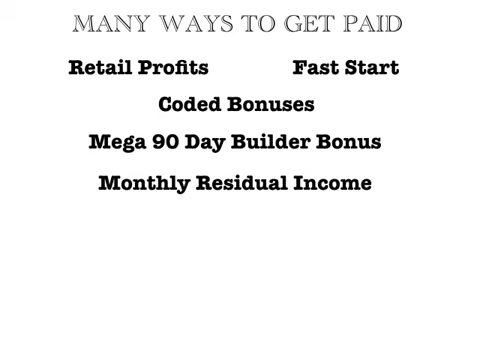 MANY WAYS TO GET PAID
Retail Profits Fast Start
Coded Bonuses
Mega 90 Day Builder Bonus
Monthly Residual Income